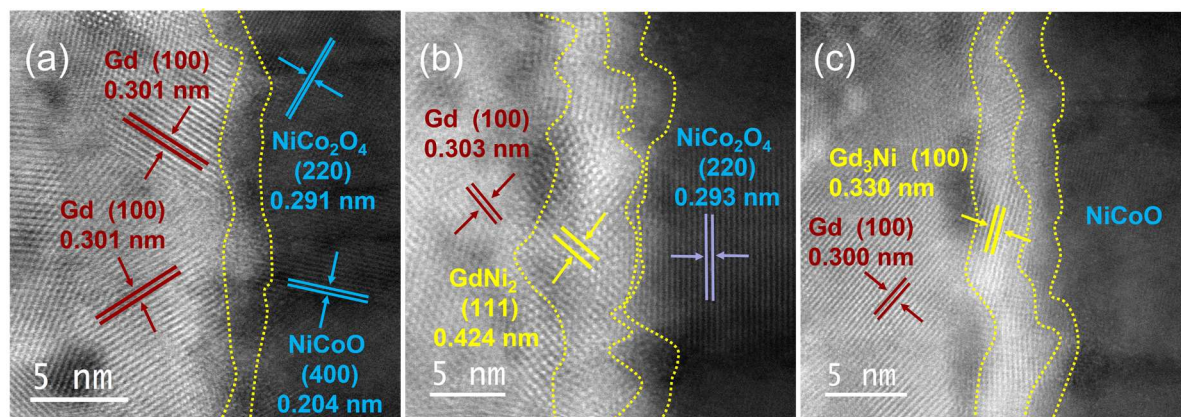 (a)
Gd (100)
0.301 nm
Gd (100)
0.301 nm
NiCo₂O₄
(220)
0.291 nm
NiCoO
(400)
0.204 nm
5 nm
(b)
Gd (100)
0.303 nm
GdNi₂
(111)
0.424 nm
NiCo₂O₄
(220)
0.293 nm
5 nm
(c)
Gd₃Ni (100)
0.330 nm
Gd (100)
0.300 nm
NiCoO
5 nm